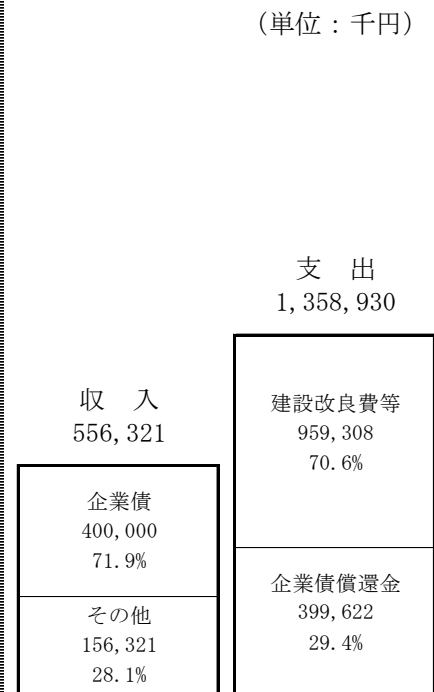 （単位：千円）
収　入
556,321
企業債
400,000
71.9%
その他
156,321
28.1%
支　出
1,358,930
建設改良費等
959,308
70.6%
企業債償還金
399,622
29.4%